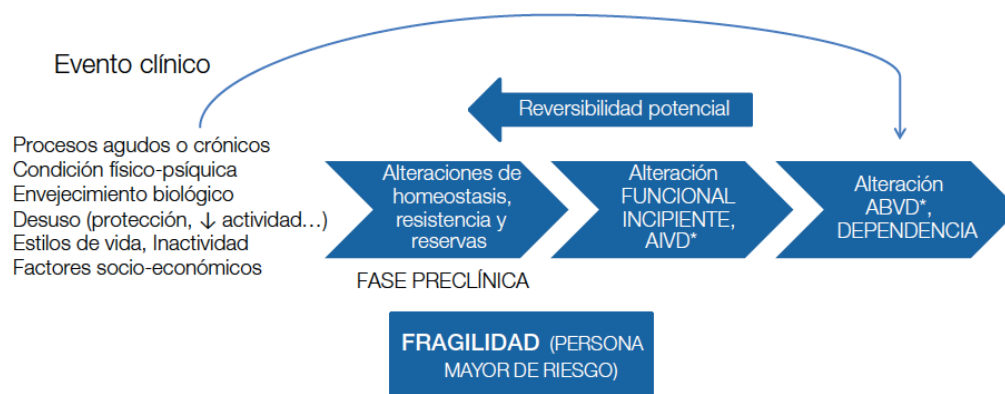 Evento clínico
Reversibilidad potencial
Procesos agudos o crónicos
Condición físico-psíquica
Envejecimiento biológico
Desuso (protección, ↓ actividad…)
Estilos de vida, Inactividad
Factores socio-económicos
Alteraciones de
homeostasis,
resistencia y
reservas
Alteración
FUNCIONAL
INCIPIENTE,
AIVD*
Alteración
ABVD*,
DEPENDENCIA
FASE PRECLÍNICA
FRAGILIDAD (PERSONA
MAYOR DE RIESGO)